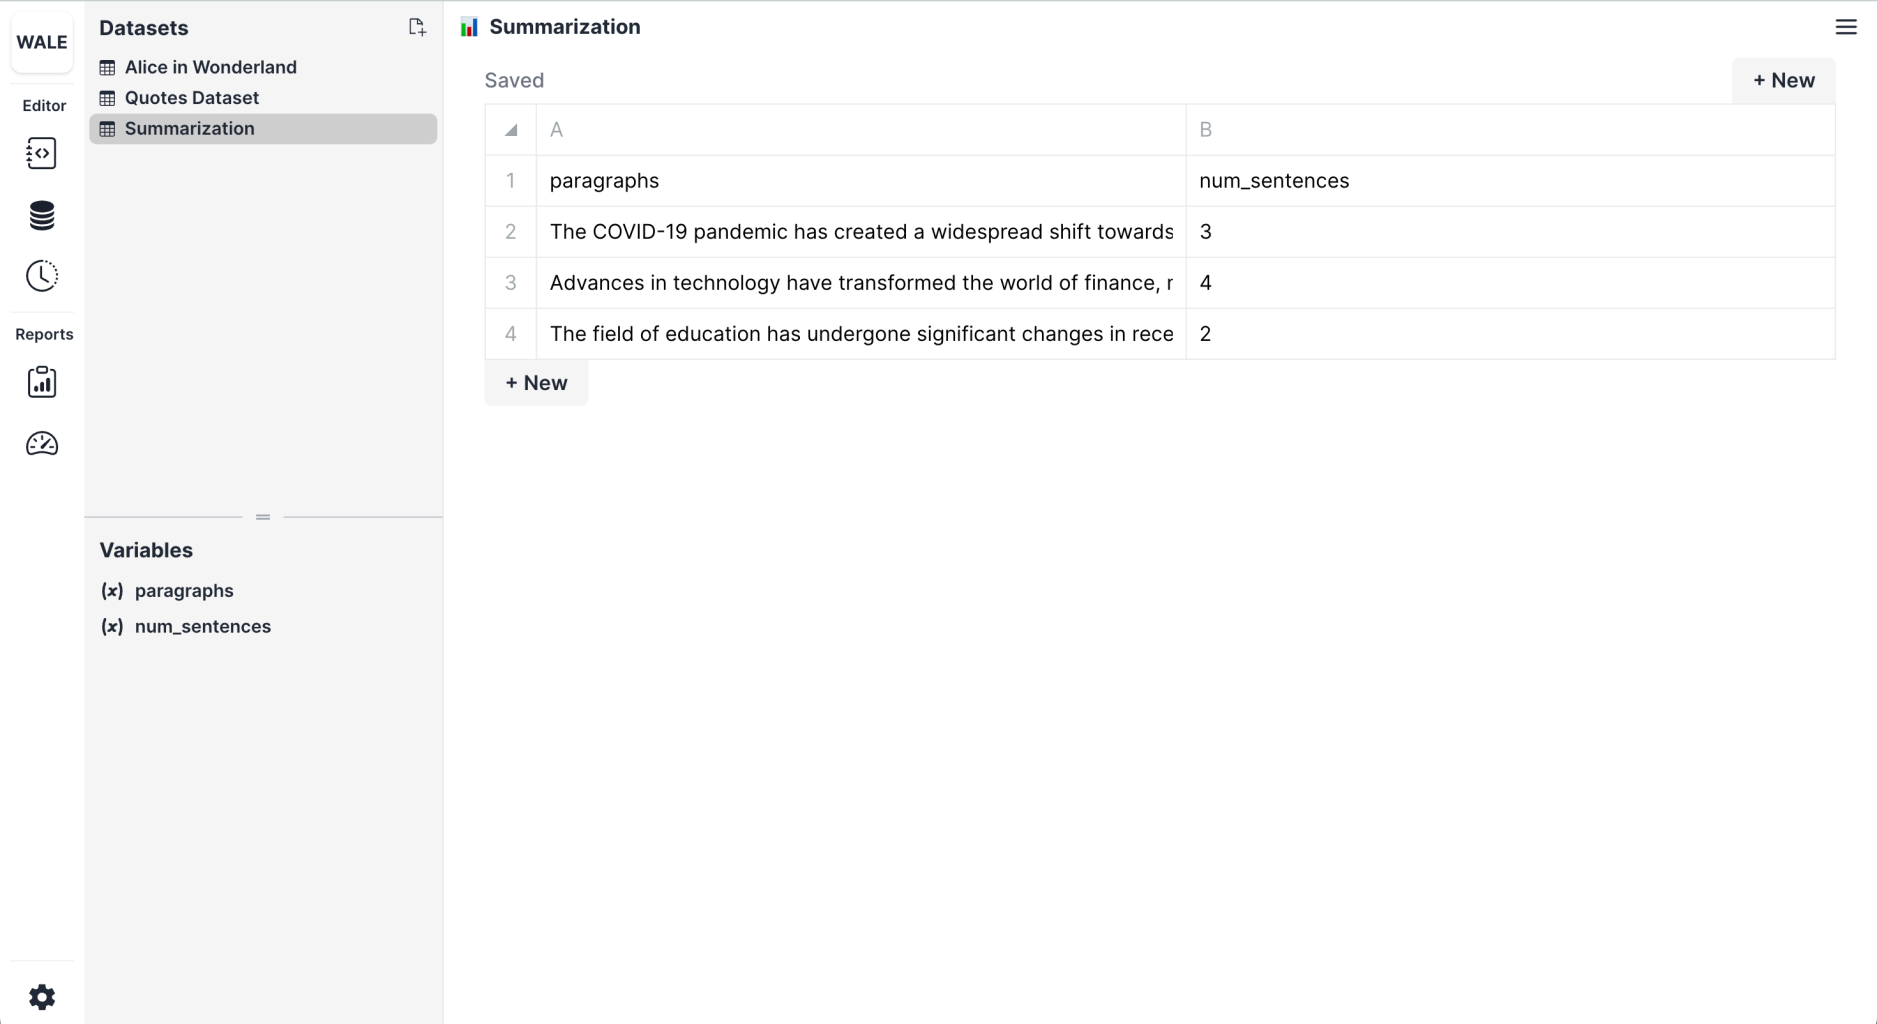 WALE
Editor
Reports
Datasets
Alice in Wonderland
Quotes Dataset
Summarization
Variables
(x) paragraphs
(x) num_sentences
Summarization
Saved
+ New
A B
1 paragraphs num_sentences
2 The COVID-19 pandemic has created a widespread shift towards 3
3 Advances in technology have transformed the world of finance, 4
4 The field of education has undergone significant changes in rece 2
+ New